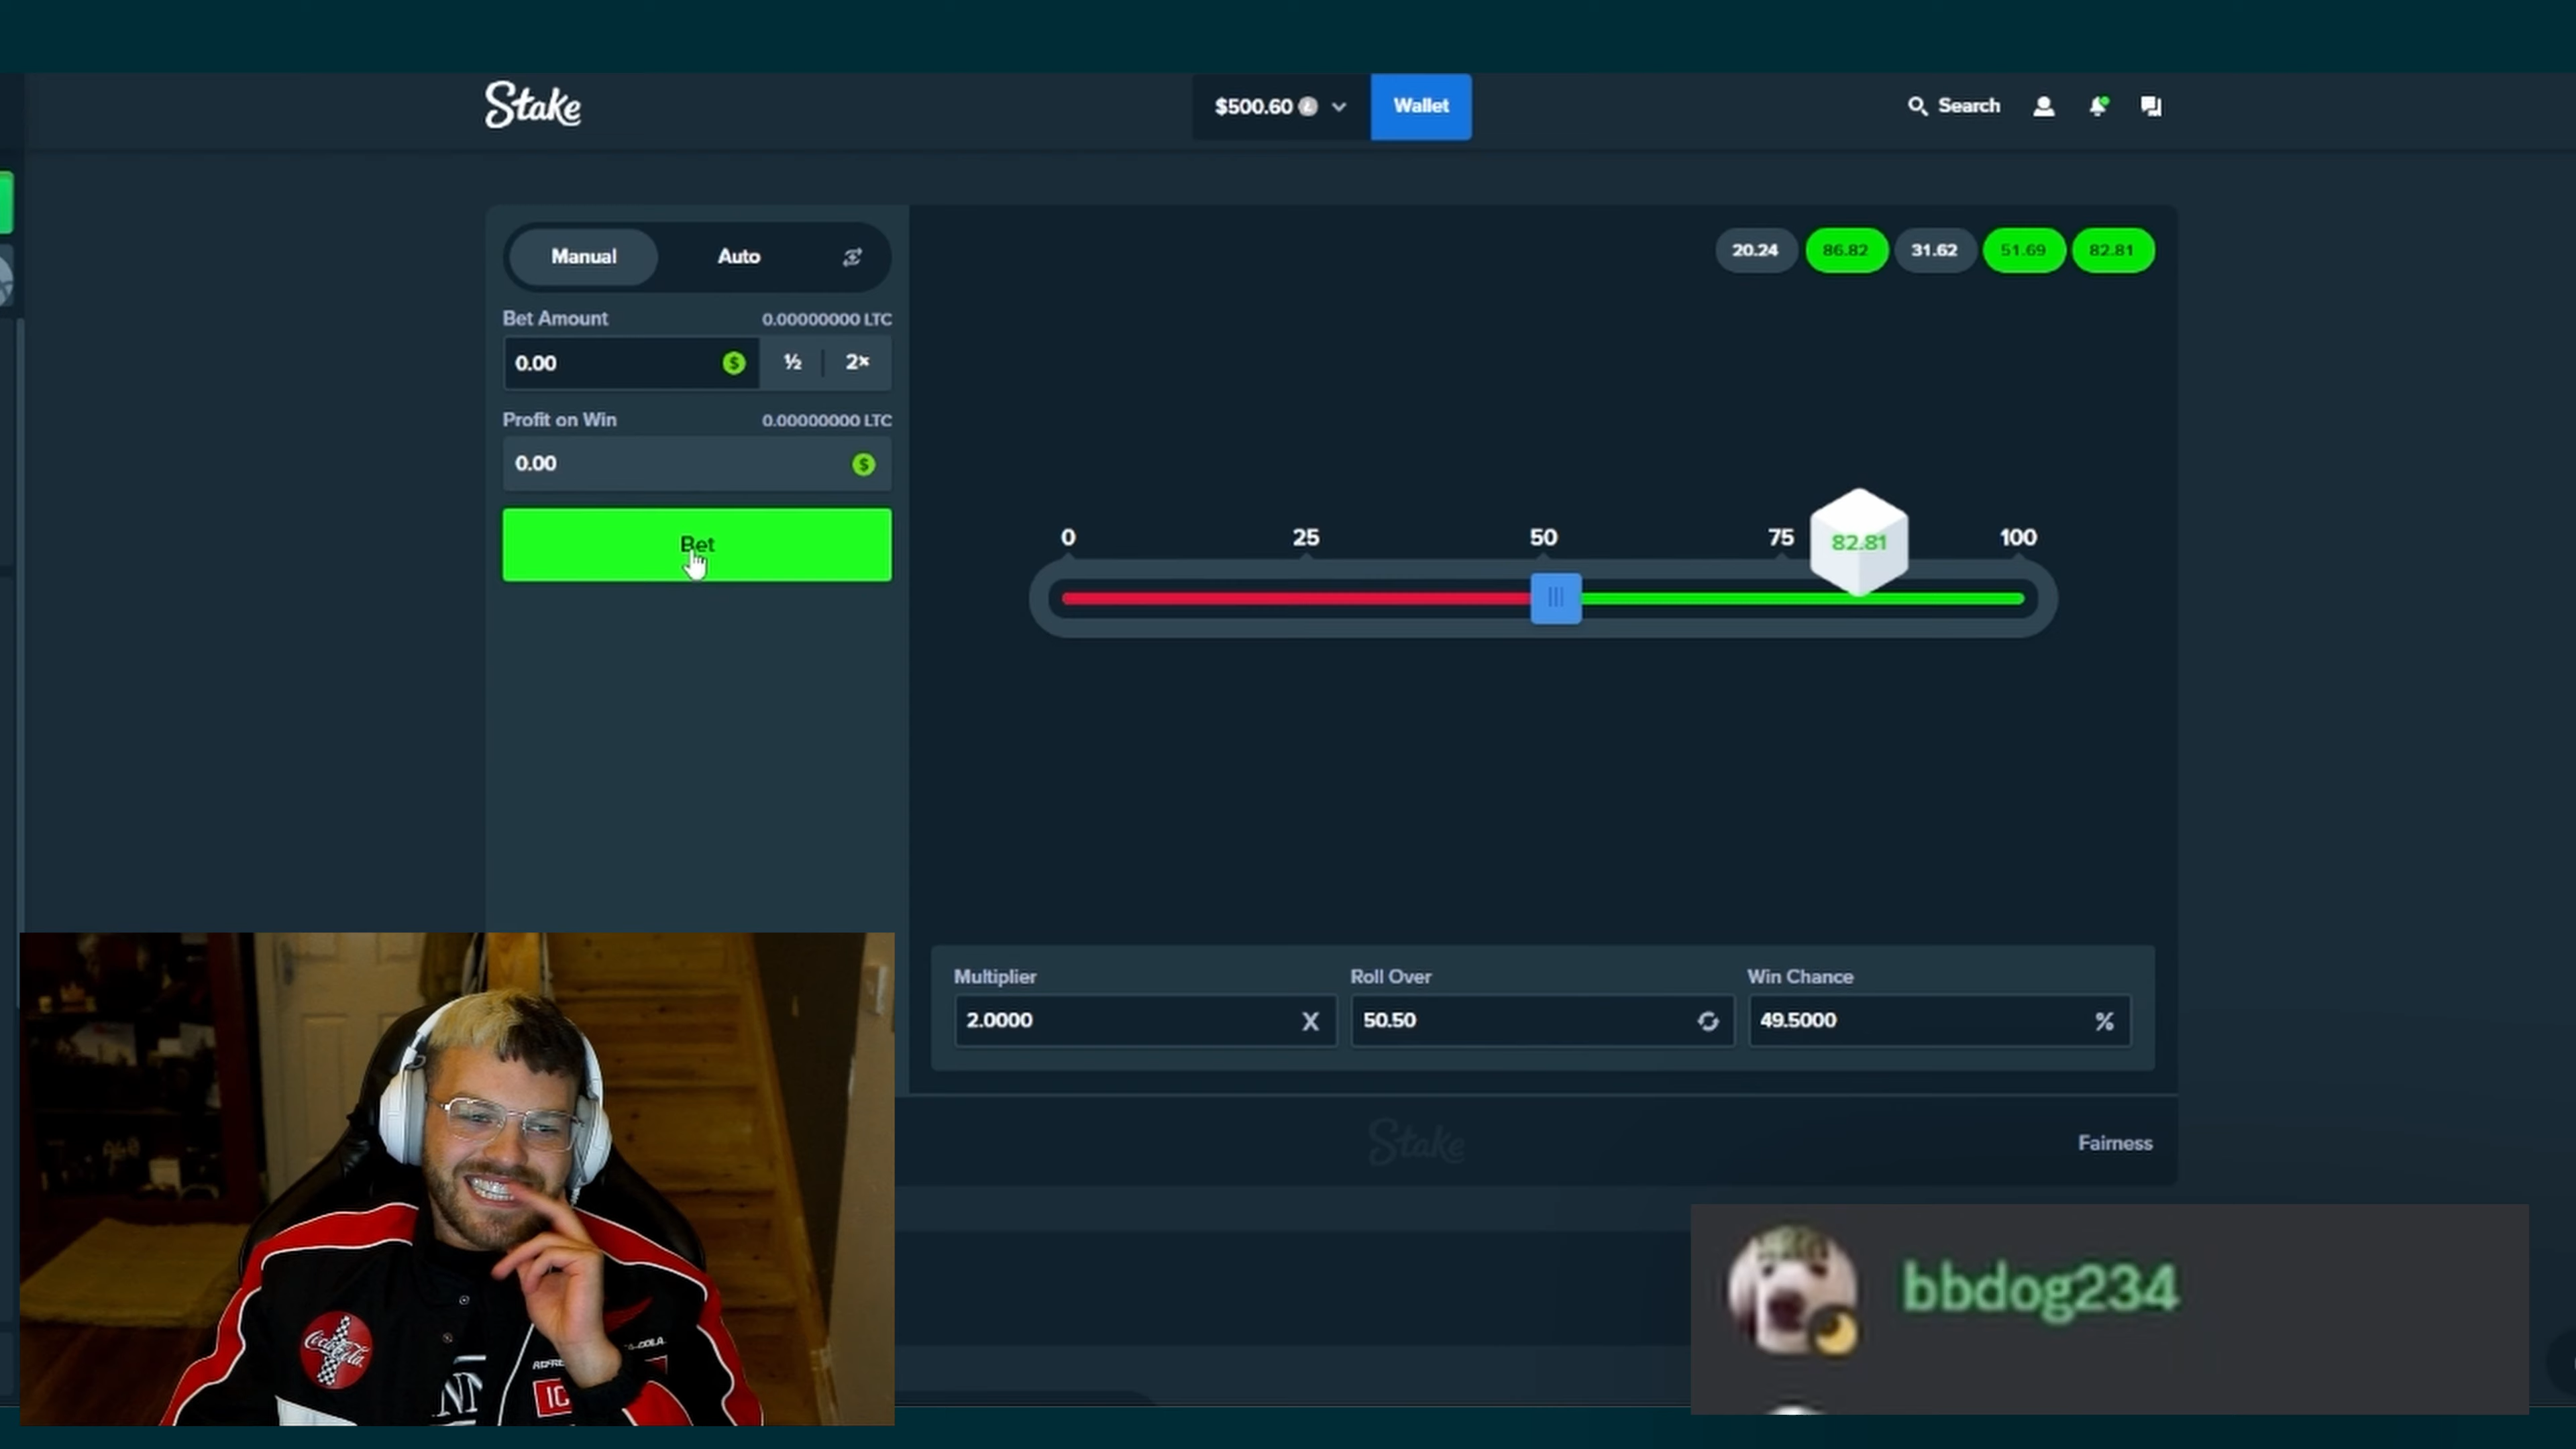 Stake
$500.60
Wallet
Search
Manual
Auto
20.24
86.82
31.62
51.69
82.81
Bet Amount
0.00000000 LTC
0.00
½
2×
Profit on Win
0.00000000 LTC
0.00
Bet
0
25
50
75
100
82.81
Multiplier
Roll Over
Win Chance
2.0000
X
50.50
49.5000
%
Stake
Fairness
Coca-Cola
IC
bbdog234